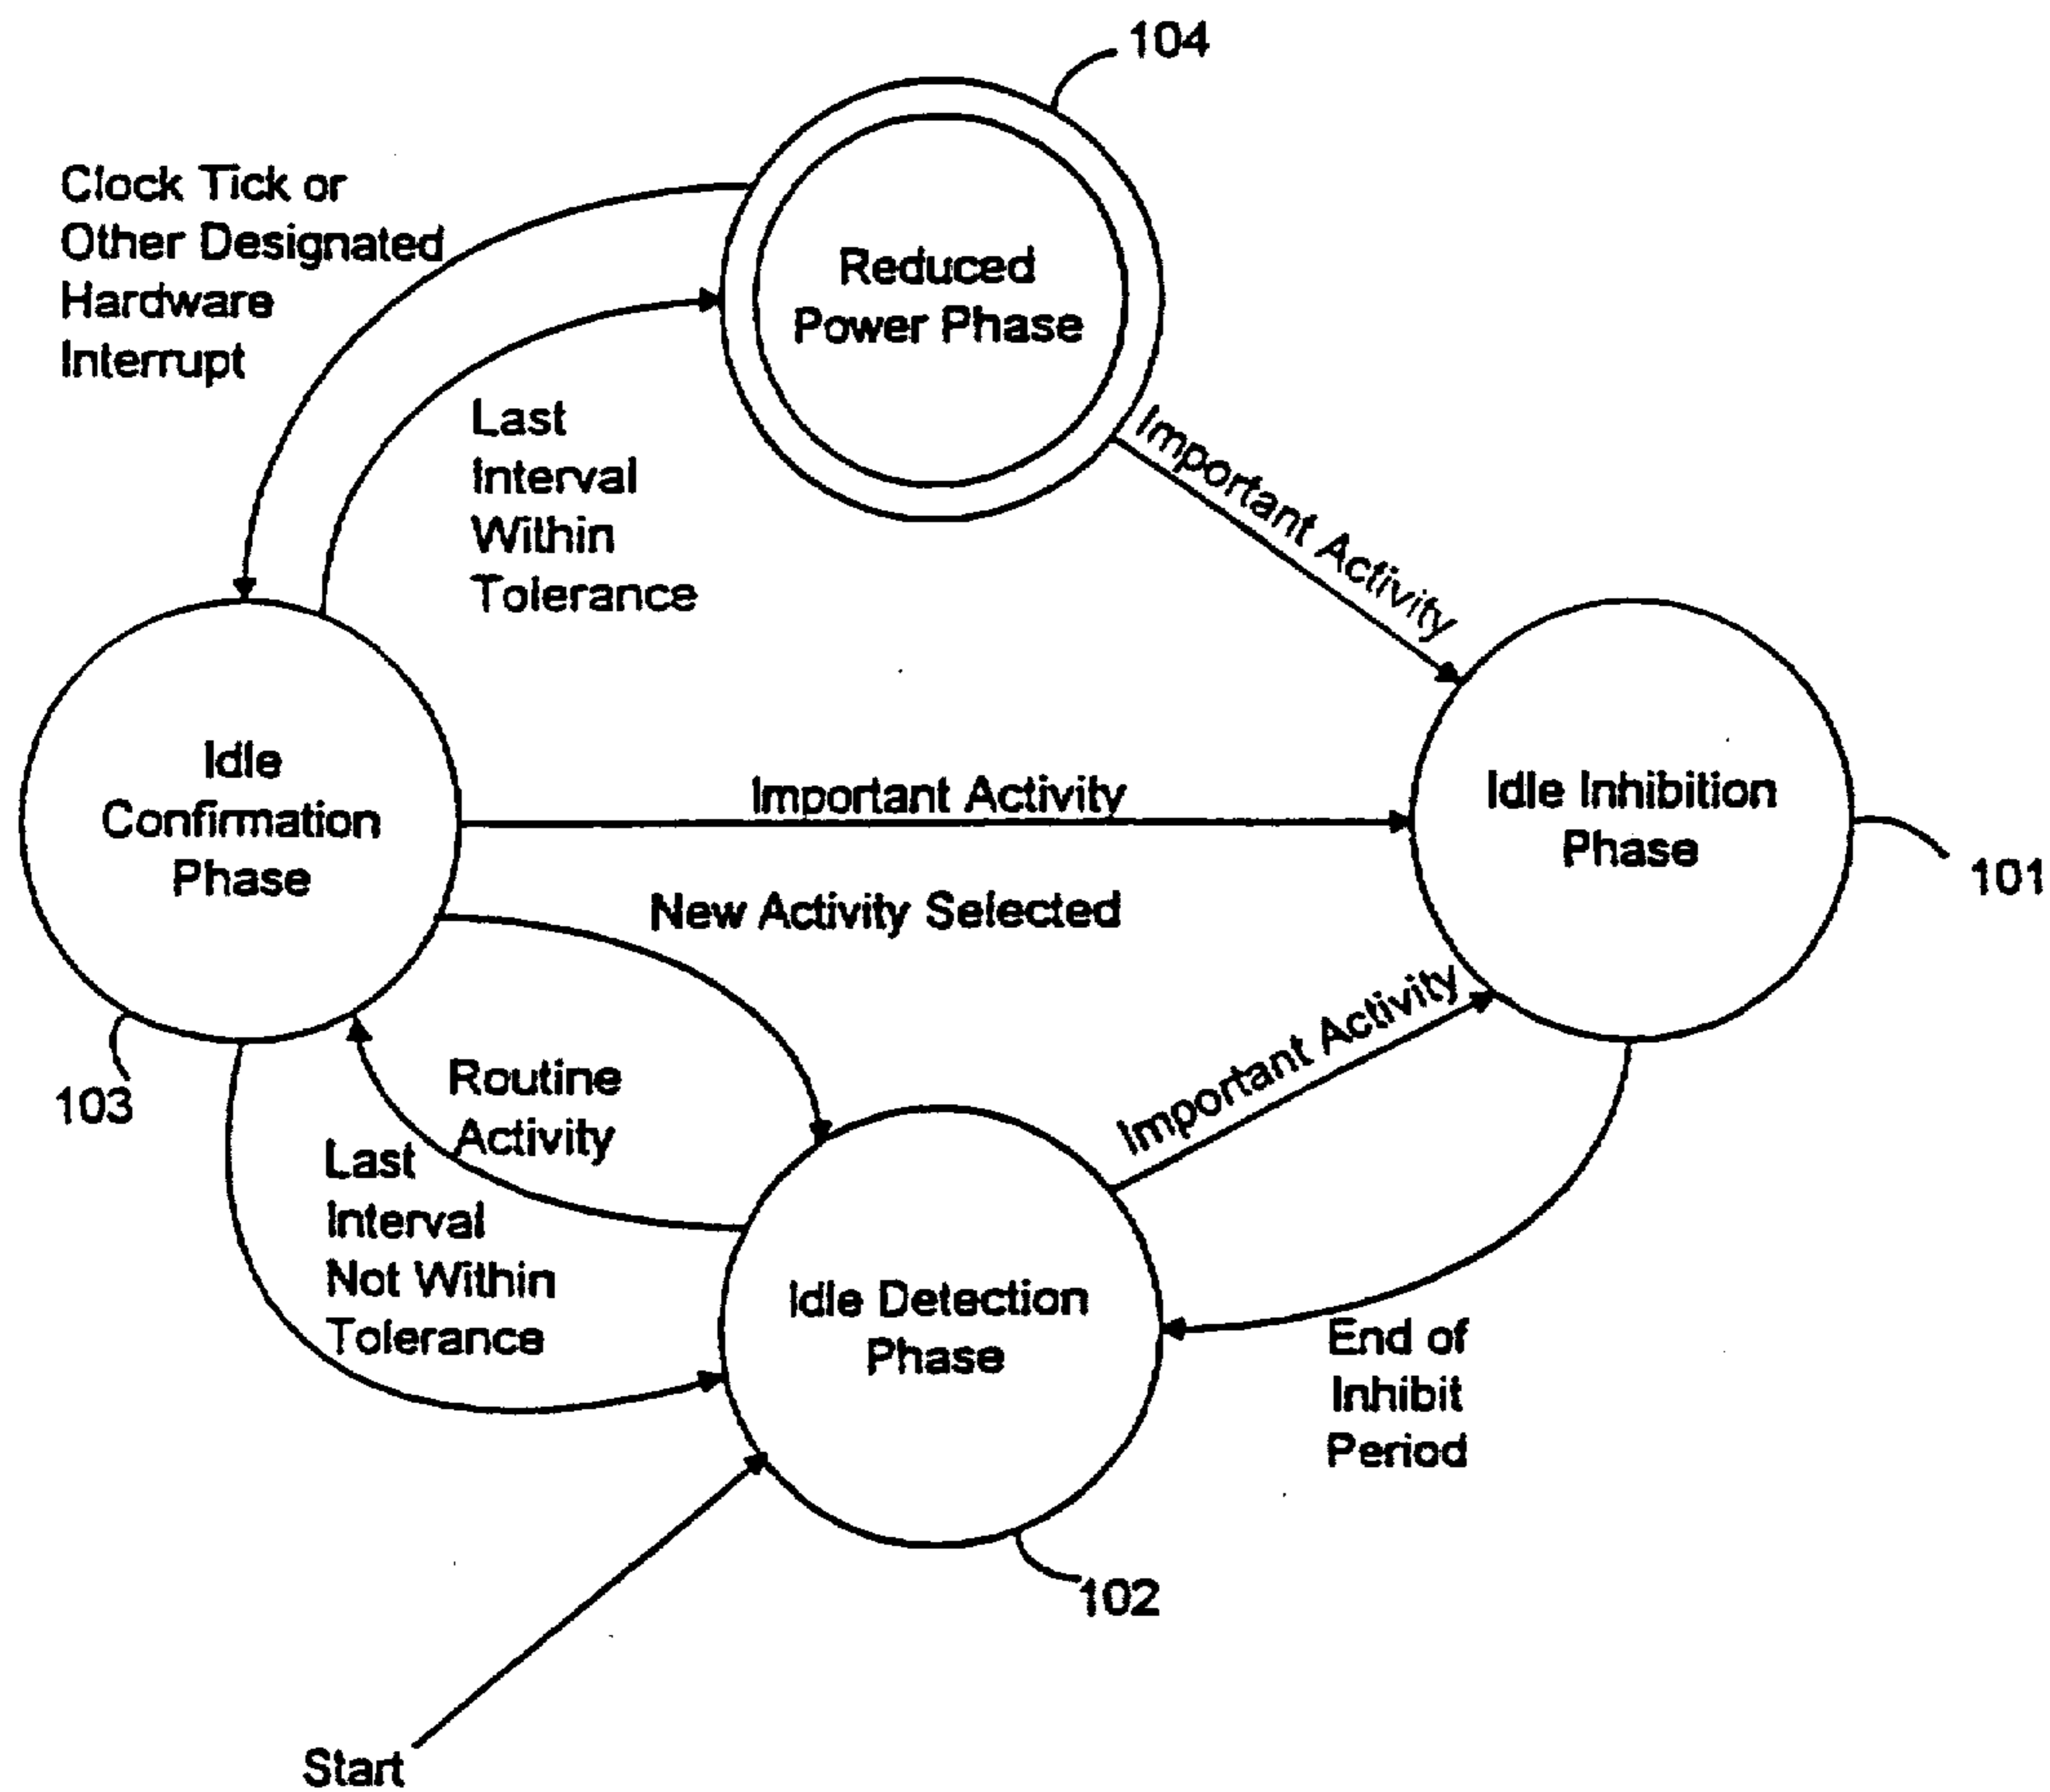 104
Clock Tick or
Other Designated
Hardware
Interrupt
Reduced
Power Phase
Last
Interval
Within
Tolerance
Important Activity
Idle
Confirmation
Phase
Important Activity
Idle Inhibition
Phase
101
New Activity Selected
103
Routine
Activity
Important Activity
Last
Interval
Not Within
Tolerance
Idle Detection
Phase
End of
Inhibit
Period
102
Start